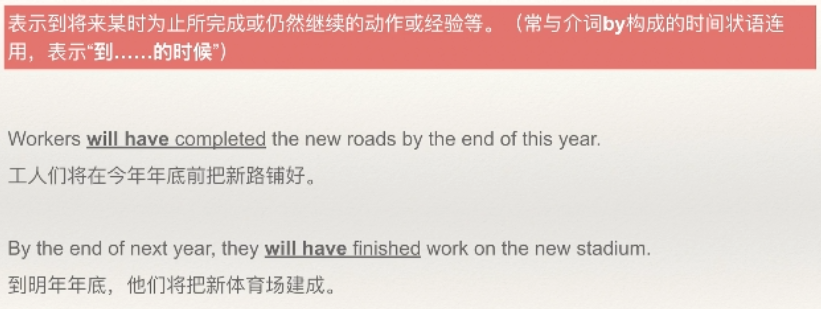 表示到将来某时为止所完成或仍然继续的动作或经验等。（常与介词by构成的时间状语连
用，表示“到……的时候”）
Workers will have completed the new roads by the end of this year.
工人们将在今年年底前把新路铺好。
By the end of next year, they will have finished work on the new stadium.
到明年年底，他们将把新体育场建成。